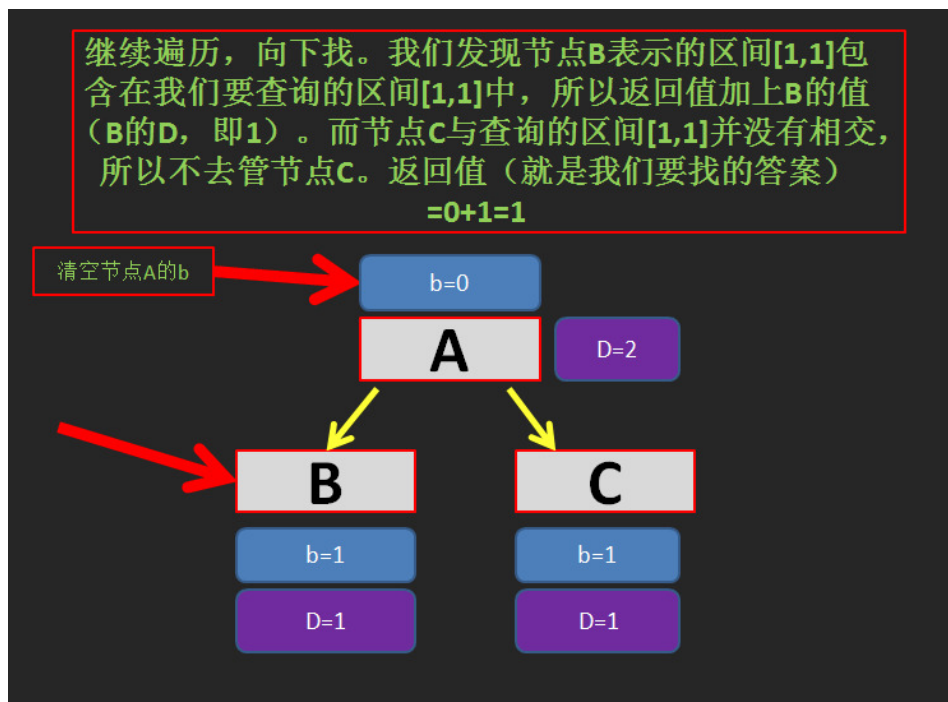 继续遍历，向下找。我们发现节点B表示的区间[1,1]包
含在我们要查询的区间[1,1]中，所以返回值加上B的值
（B的D，即1）。而节点C与查询的区间[1,1]并没有相交，
所以不去管节点C。返回值（就是我们要找的答案）
=0+1=1
清空节点A的b
b=0
A
D=2
B
C
b=1
b=1
D=1
D=1